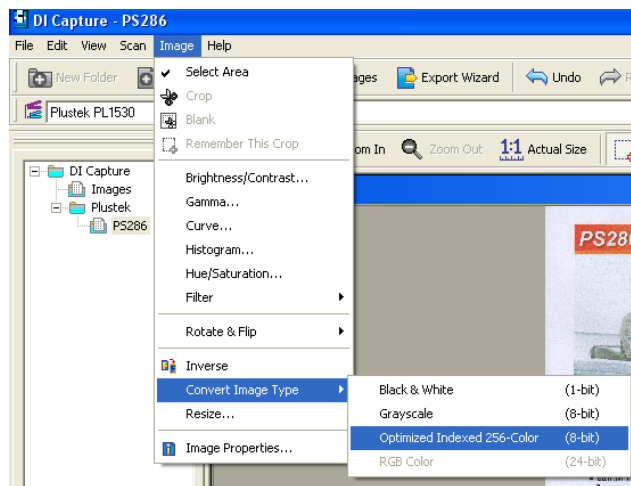 DI Capture - PS286
File Edit View Scan Image Help
New Folder
ages Export Wizard Undo
Plustek PL1530
om In Zoom Out 1:1 Actual Size
DI Capture
Images
Plustek
PS286
Select Area
Crop
Blank
Remember This Crop
Brightness/Contrast...
Gamma...
Curve...
Histogram...
Hue/Saturation...
Filter
Rotate & Flip
Inverse
Convert Image Type
Resize...
Image Properties...
Black & White (1-bit)
Grayscale (8-bit)
Optimized Indexed 256-Color (8-bit)
RGB Color (24-bit)
PS28